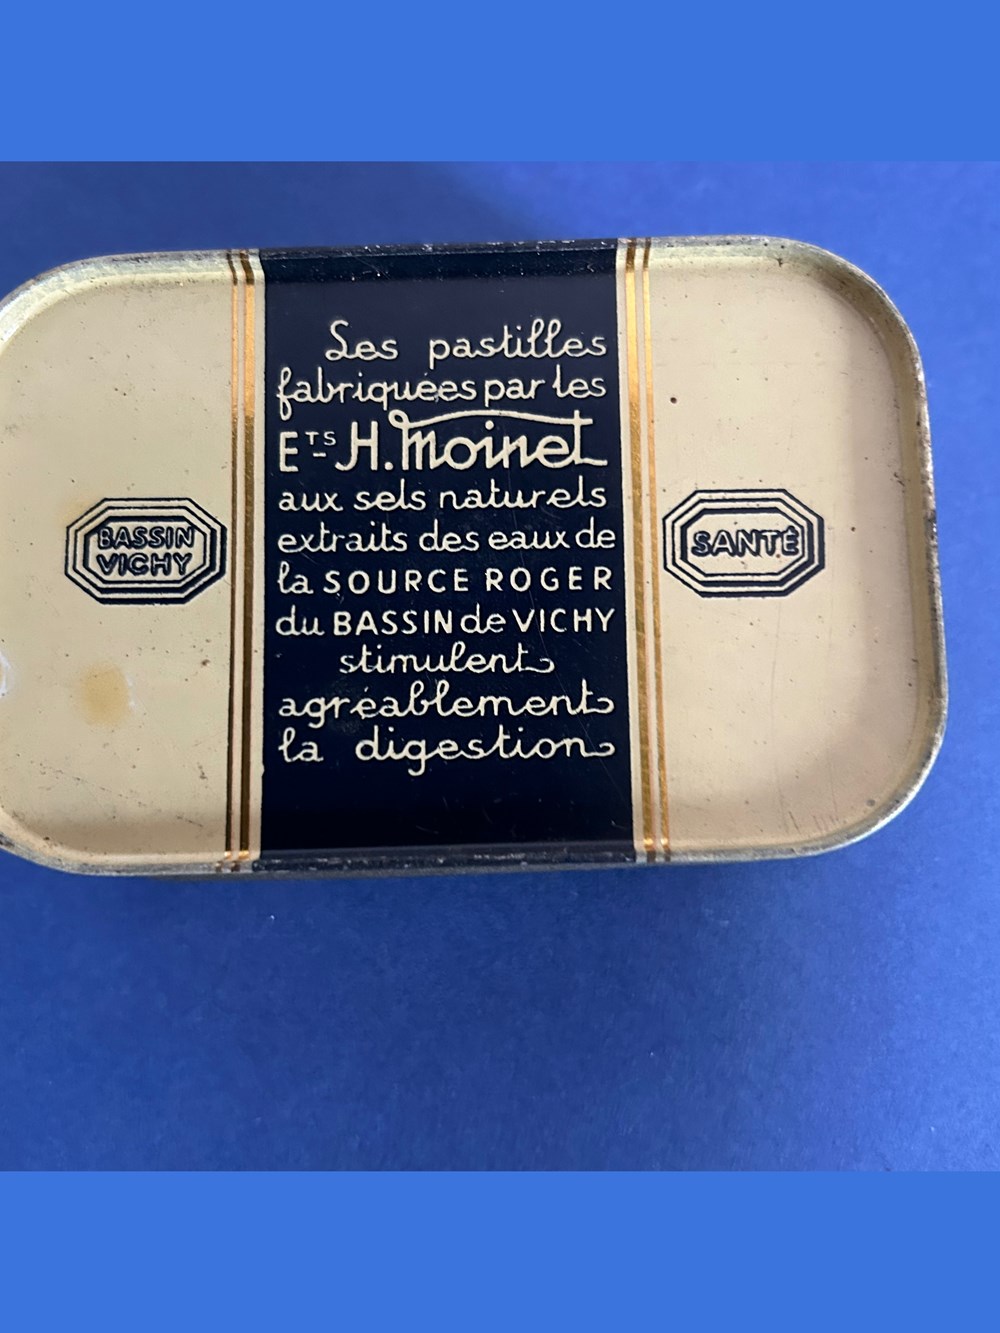 Les pastilles
fabriquées par les
Ets H. Moinet
aux sels naturels
extraits des eaux de
la SOURCE ROGER
du BASSIN de VICHY
stimulent
agréablement
la digestion
BASSIN
VICHY
SANTÉ